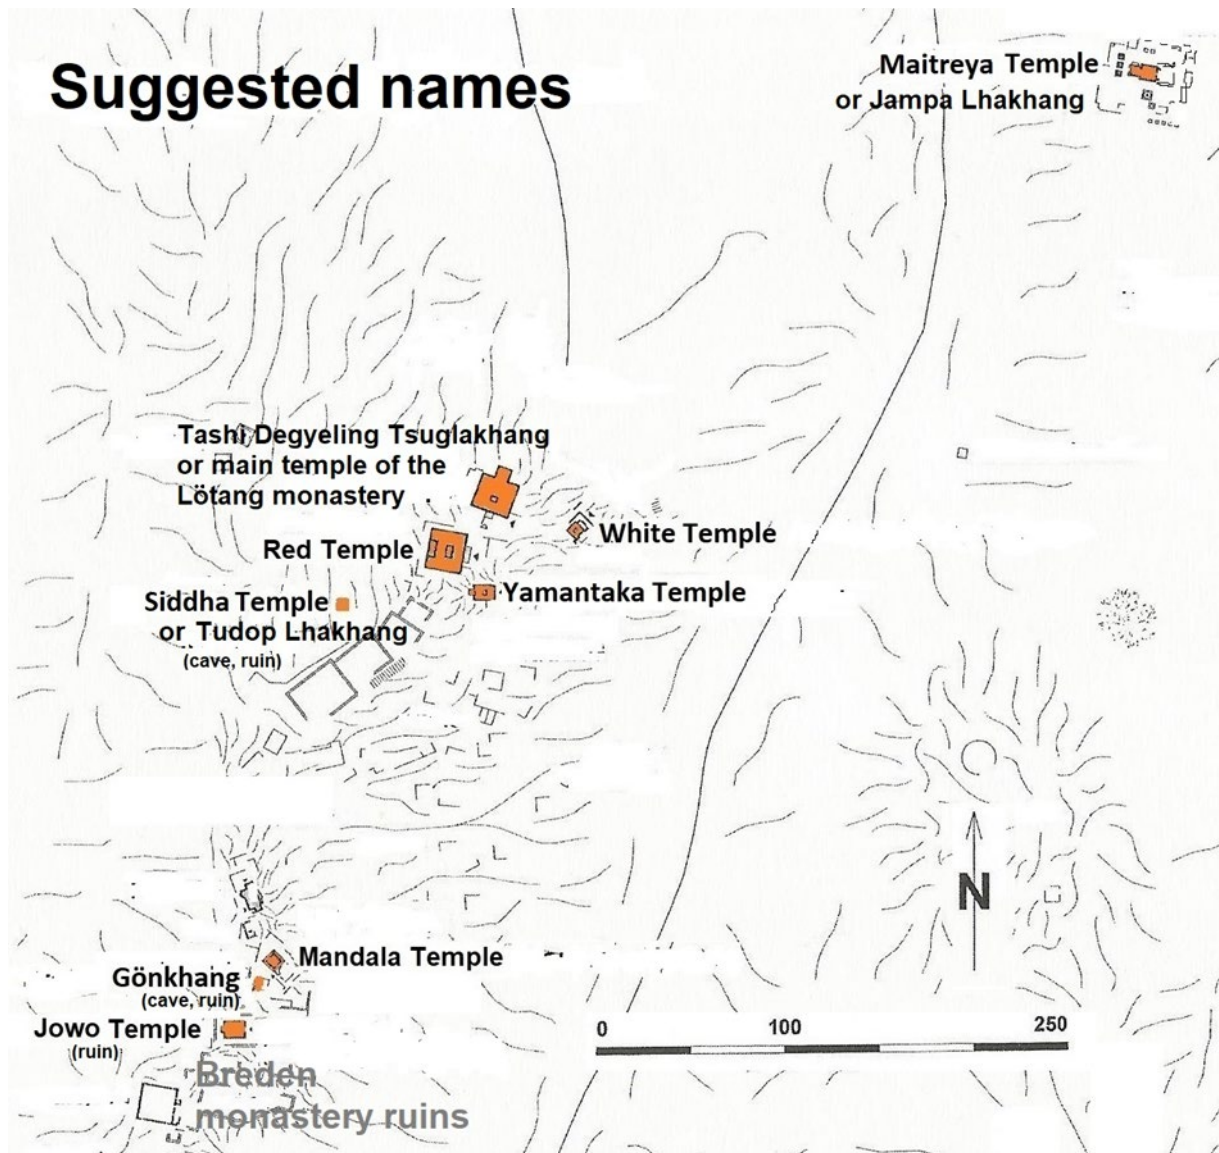 Suggested names
Maitreya Temple
or Jampa Lhakhang
Tashi Degyeling Tsuglakhang
or main temple of the
Lötang monastery
White Temple
Red Temple
Yamantaka Temple
Siddha Temple
or Tudop Lhakhang
(cave, ruin)
N
Mandala Temple
Gönkhang
(cave, ruin)
Jowo Temple
(ruin)
0 100 250
Breden
monastery ruins